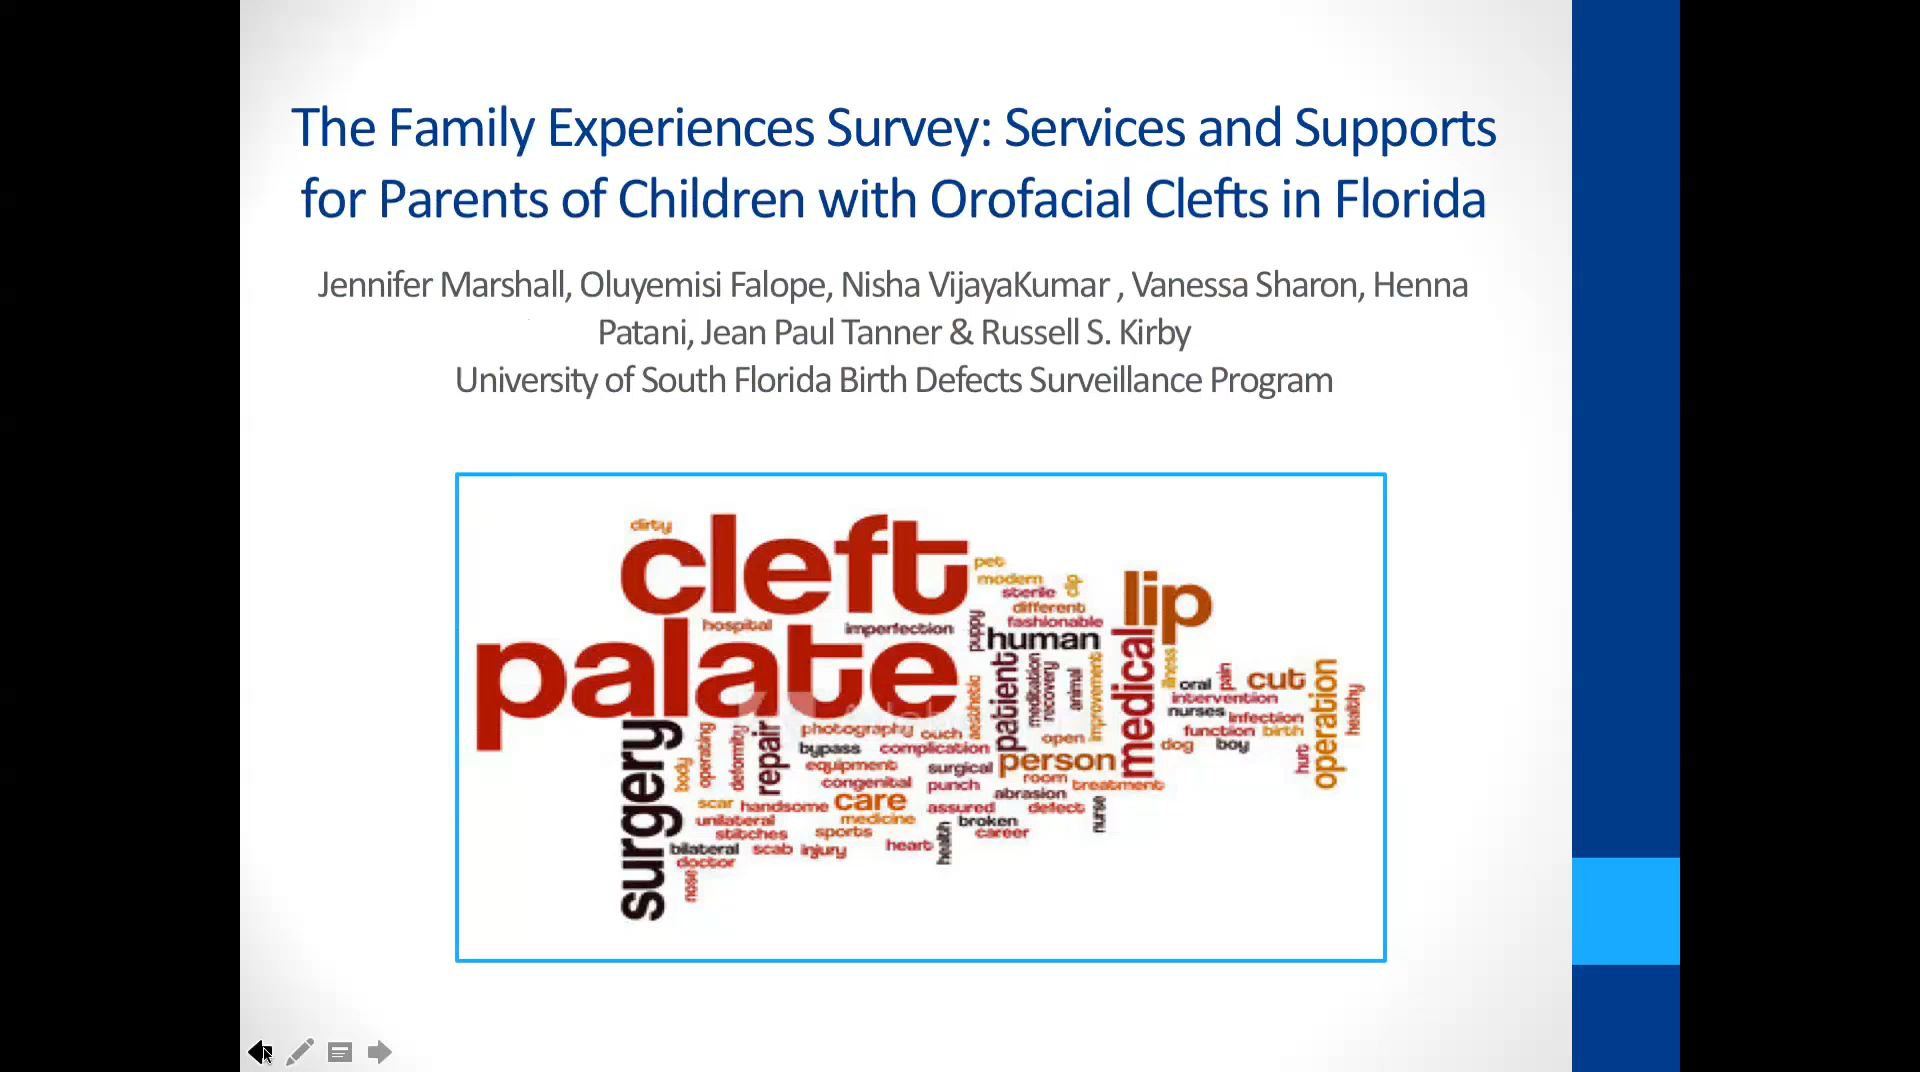 The Family Experiences Survey: Services and Supports
for Parents of Children with Orofacial Clefts in Florida
Jennifer Marshall, Oluyemisi Falope, Nisha VijayaKumar , Vanessa Sharon, Henna
Patani, Jean Paul Tanner & Russell S. Kirby
University of South Florida Birth Defects Surveillance Program
dirty
cleft
pet
modern
clip
sterile
different
fashionable
lip
hospital
imperfection
puppy
human
palate
aesthetic
patient
meditation
recovery
animal
improvement
medical
illness
oral
pain
cut
intervention
nurses
infection
function
birth
dog
boy
hurt
operation
healthy
surgery
body
operating
deformity
repair
photography
ouch
open
bypass
complication
equipment
surgical
person
congenital
punch
room
treatment
scar
handsome
care
assured
abrasion
defect
nurse
unilateral
medicine
broken
stitches
sports
career
bilateral
scab
injury
heart
health
doctor
nose